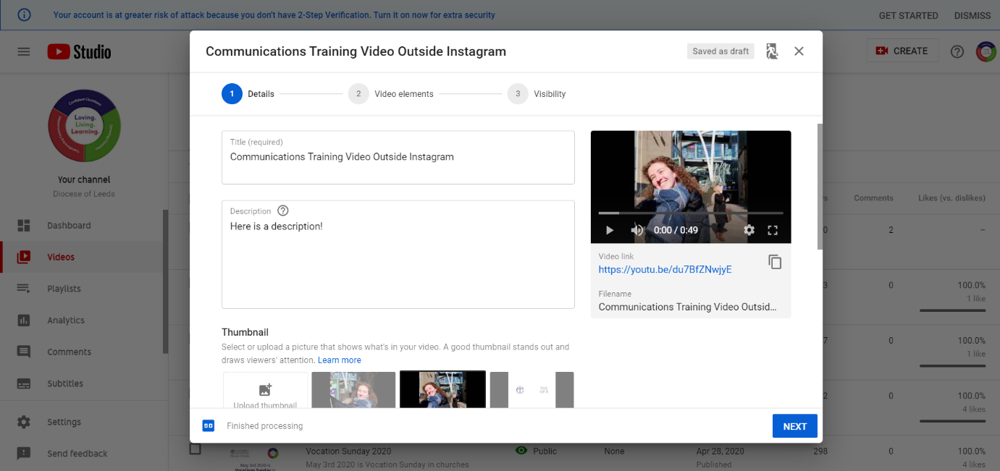 Your account is at greater risk of attack because you don't have 2-Step Verification. Turn it on now for extra security
GET STARTED
DISMISS
Studio
CREATE
Communications Training Video Outside Instagram
Saved as draft
1 Details
2 Video elements
3 Visibility
Loving.
Living.
Learning.
Your channel
Diocese of Leeds
Dashboard
Videos
Playlists
Analytics
Comments
Subtitles
Settings
Send feedback
Title (required)
Communications Training Video Outside Instagram
Description
Here is a description!
Thumbnail
Select or upload a picture that shows what's in your video. A good thumbnail stands out and
draws viewers' attention. Learn more
Upload thumbnail
0:00 / 0:49
Video link
https://youtu.be/du7BfZNwjyE
Filename
Communications Training Video Outsid...
SD
Finished processing
NEXT
Comments
Likes (vs. dislikes)
0
2
–
3
0
100.0%
1 like
7
0
100.0%
1 like
2
0
100.0%
4 likes
Vocation Sunday 2020
Public
None
Apr 28, 2020
298
0
100.0%
May 3rd 2020 is Vocation Sunday in churches
Published
4 likes
May 3rd 2020 is